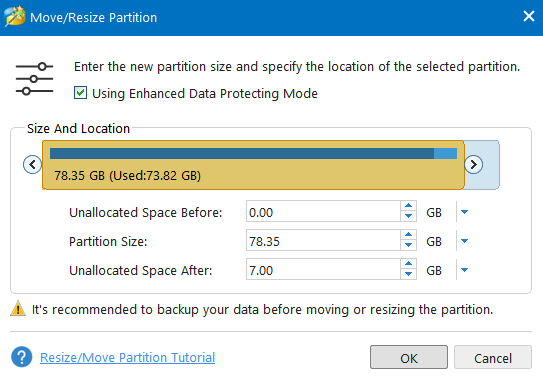 Move/Resize Partition
Enter the new partition size and specify the location of the selected partition.
Using Enhanced Data Protecting Mode
Size And Location
78.35 GB (Used:73.82 GB)
Unallocated Space Before: 0.00 GB
Partition Size: 78.35 GB
Unallocated Space After: 7.00 GB
It's recommended to backup your data before moving or resizing the partition.
Resize/Move Partition Tutorial OK Cancel